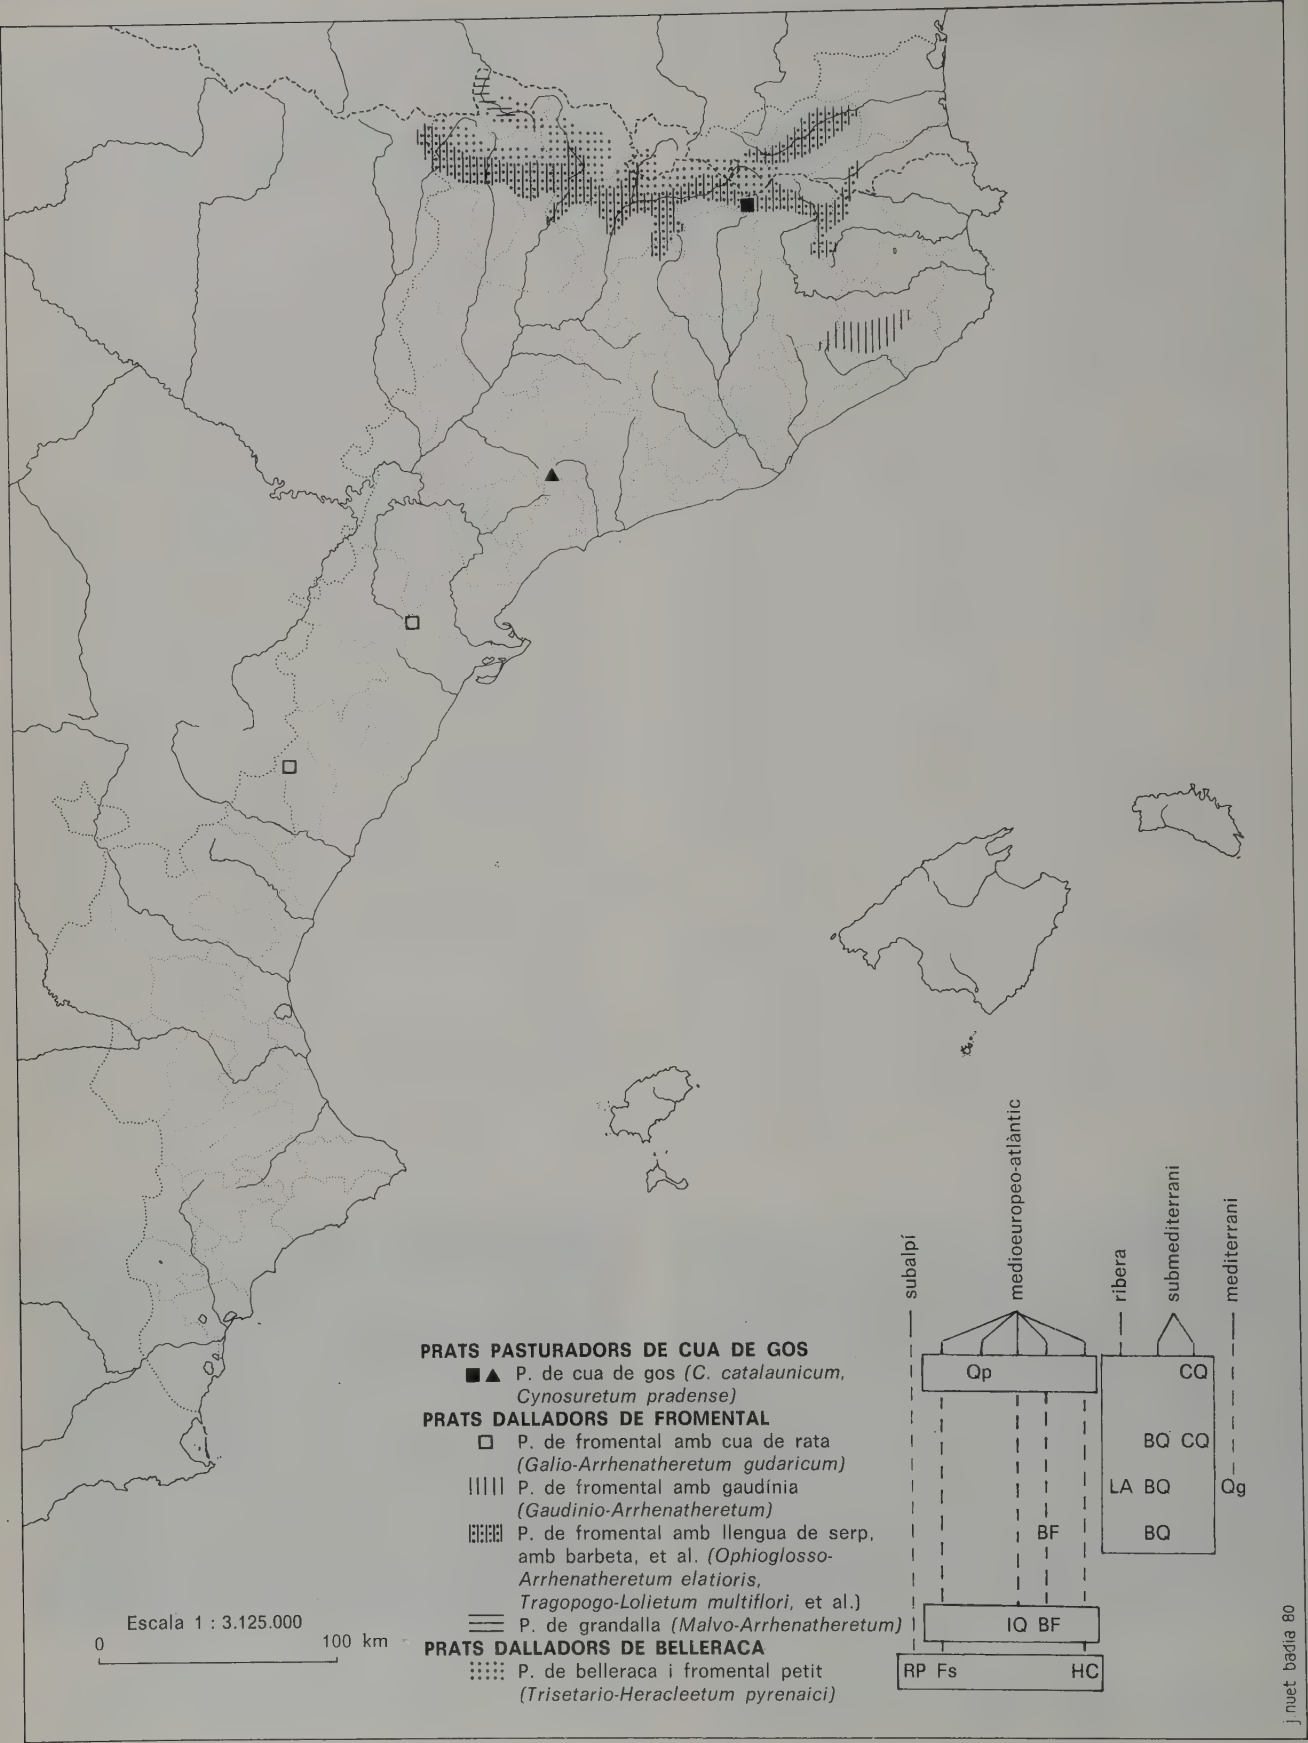 subalpí
medioeuropeo-atlàntic
ribera
submediterrani
mediterrani
PRATS PASTURADORS DE CUA DE GOS
P. de cua de gos (C. catalaunicum,
Cynosuretum pradense)
Qp CQ
PRATS DALLADORS DE FROMENTAL
P. de fromental amb cua de rata
(Galio-Arrhenatheretum gudaricum)
BQ CQ
P. de fromental amb gaudínia
(Gaudinio-Arrhenatheretum)
LA BQ Qg
P. de fromental amb llengua de serp,
amb barbeta, et al. (Ophioglosso-
Arrhenatheretum elatioris,
Tragopogo-Lolietum multiflori, et al.)
BF BQ
P. de grandalla (Malvo-Arrhenatheretum)
IQ BF
PRATS DALLADORS DE BELLERACA
P. de belleraca i fromental petit
(Trisetario-Heracleetum pyrenaici)
RP Fs HC
Escala 1 : 3.125.000
0 100 km
j. nuet badia 80